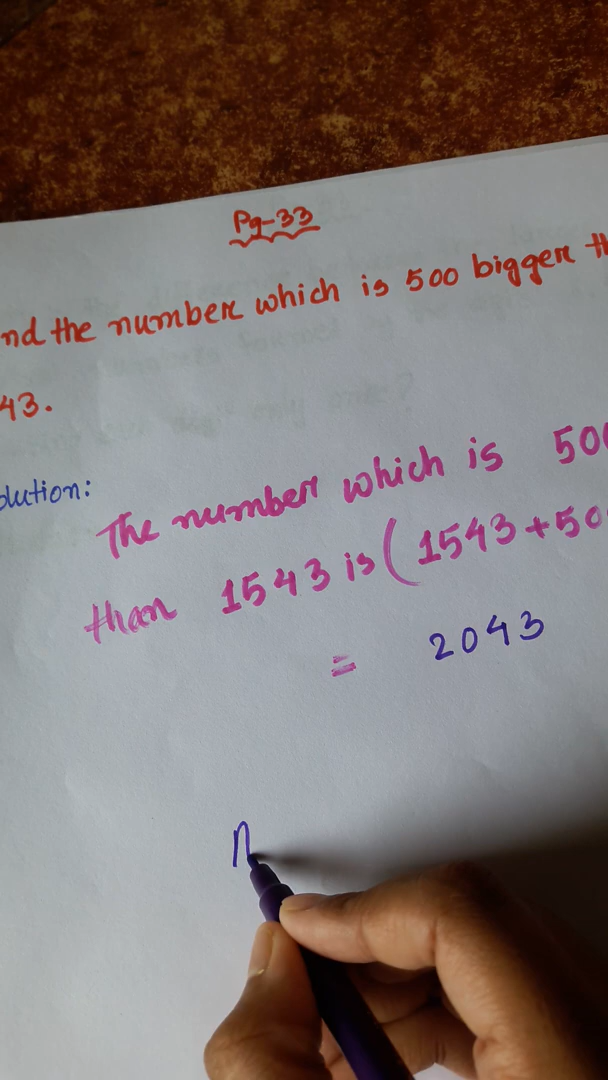 Pg-33
nd the number which is 500 bigger th
43.
olution:
The number which is 500
than 1543 is (1543+50
= 2043